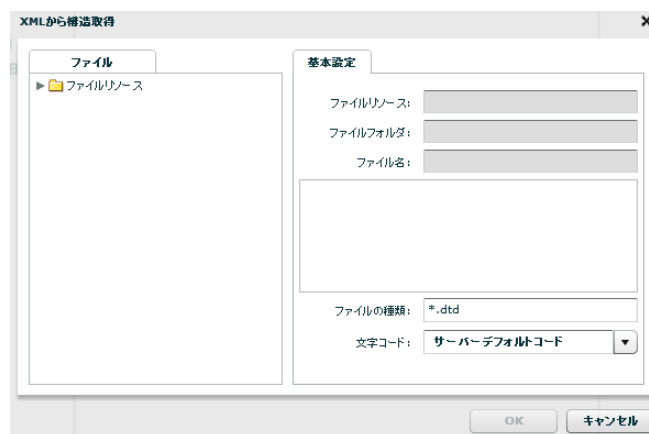 XMLから構造取得
ファイル
ファイルリソース
基本設定
ファイルリソース:
ファイルフォルダ:
ファイル名:
ファイルの種類: *.dtd
文字コード: サーバーデフォルトコード
OK
キャンセル